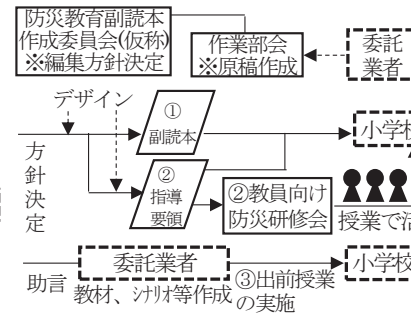 防災教育副読本
作成委員会(仮称)
※編集方針決定
作業部会
※原稿作成
委託
業者
デザイン
①
副読本
小学校
方針決定
②
指導
要領
②教員向け
防災研修会
授業で活
助言
委託業者
教材、シナリオ等作成
③出前授業
の実施
小学校